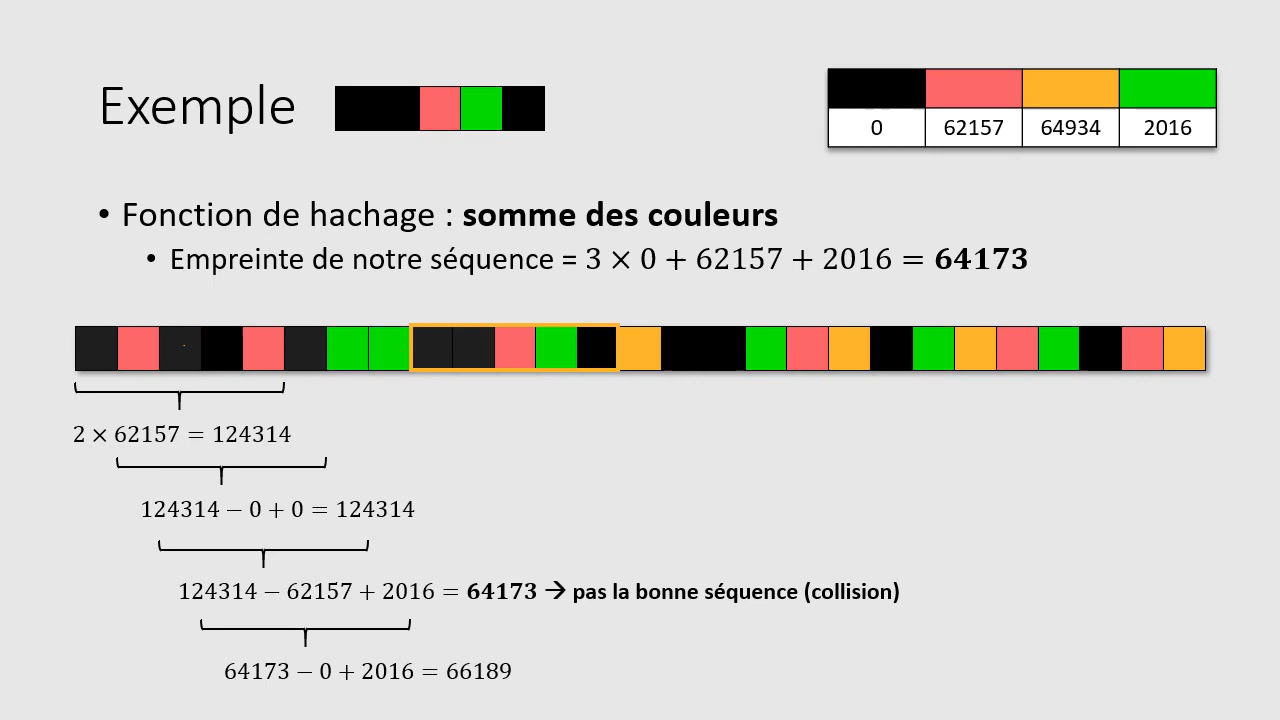 Exemple
0 62157 64934 2016
• Fonction de hachage : somme des couleurs
• Empreinte de notre séquence = 3 × 0 + 62157 + 2016 = 64173
2 × 62157 = 124314
124314 − 0 + 0 = 124314
124314 − 62157 + 2016 = 64173 → pas la bonne séquence (collision)
64173 − 0 + 2016 = 66189